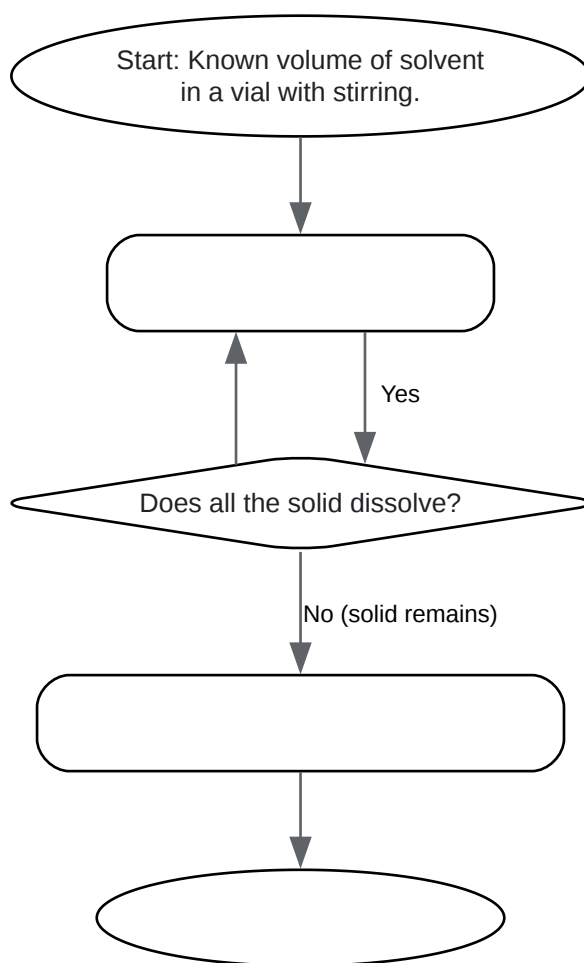 Start: Known volume of solvent
in a vial with stirring.
Yes
Does all the solid dissolve?
No (solid remains)